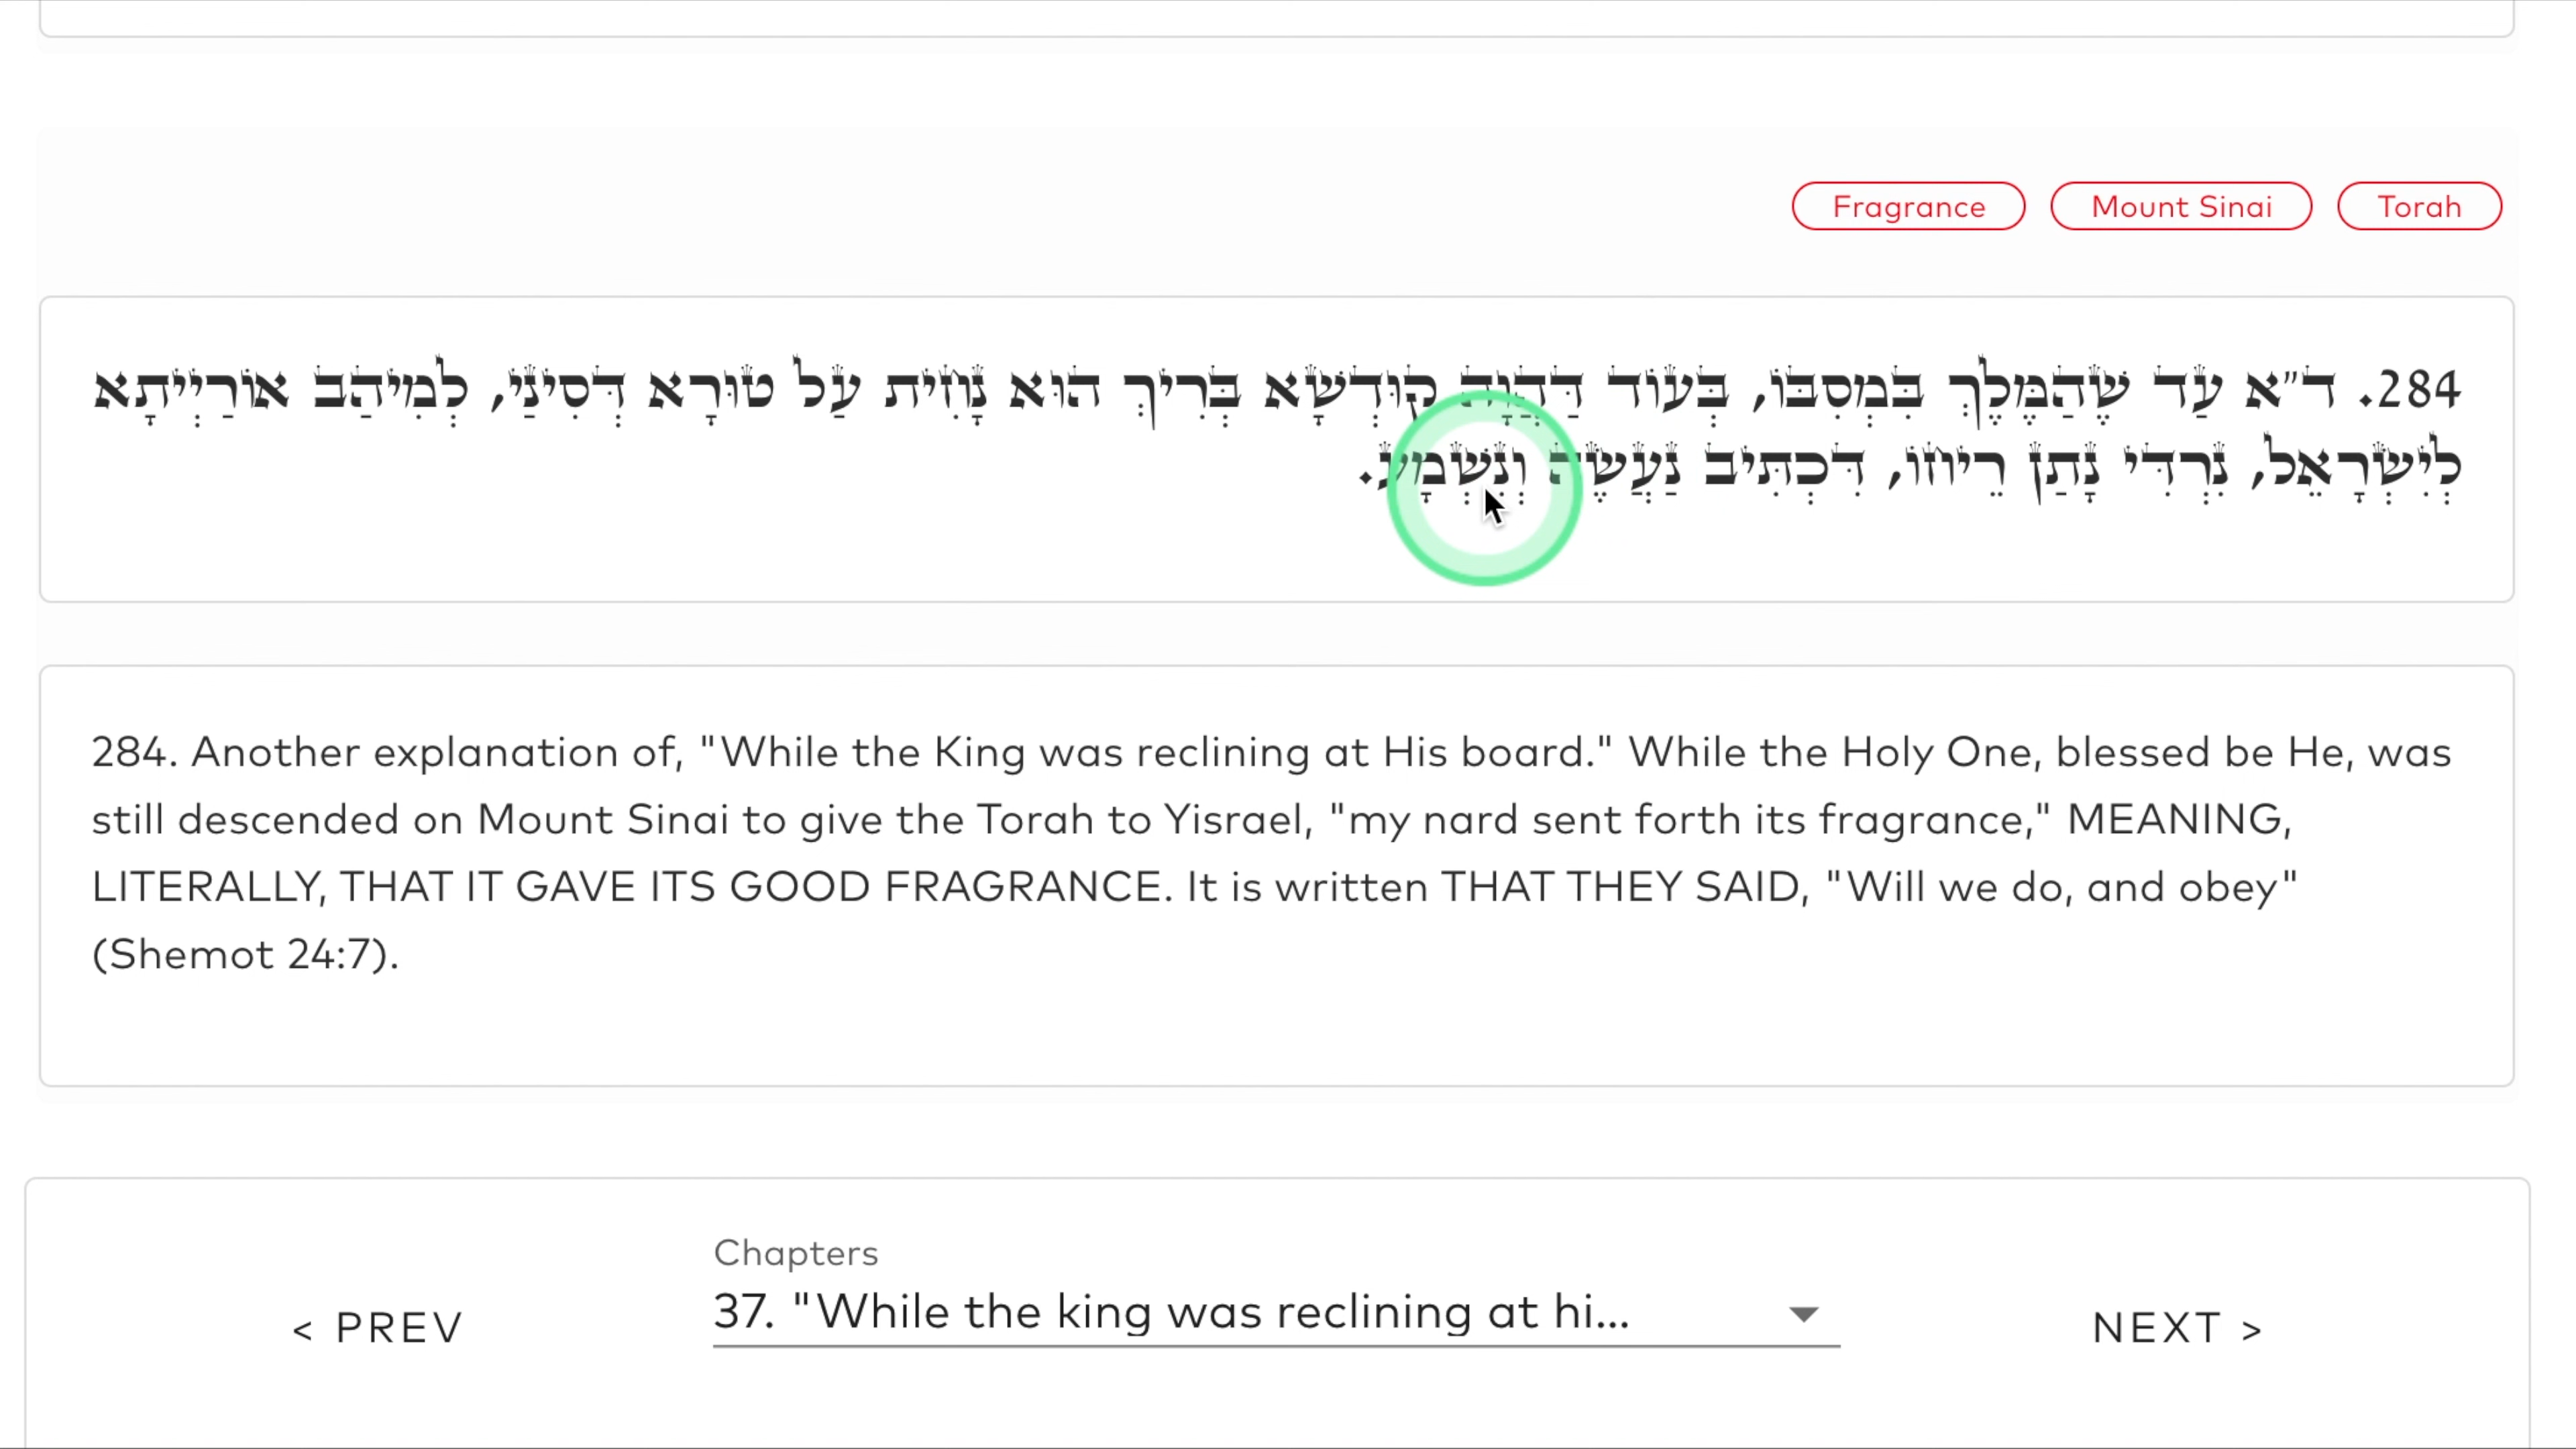 Fragrance Mount Sinai Torah
284. ד״א עַד שֶׁהַמֶּלֶךְ בִּמְסִבּוֹ, בְּעוֹד דַּהֲוָה קוּדְשָׁא בְּרִיךְ הוּא נָחִית עַל טוּרָא דְּסִינַי, לְמִיהַב אוֹרַיְיתָא
לְיִשְׂרָאֵל, נִרְדִּי נָתַן רֵיחוֹ, דִּכְתִּיב נַעֲשֶׂה וְנִשְׁמָע.
284. Another explanation of, "While the King was reclining at His board." While the Holy One, blessed be He, was
still descended on Mount Sinai to give the Torah to Yisrael, "my nard sent forth its fragrance," MEANING,
LITERALLY, THAT IT GAVE ITS GOOD FRAGRANCE. It is written THAT THEY SAID, "Will we do, and obey"
(Shemot 24:7).
Chapters
< PREV 37. "While the king was reclining at hi... NEXT >